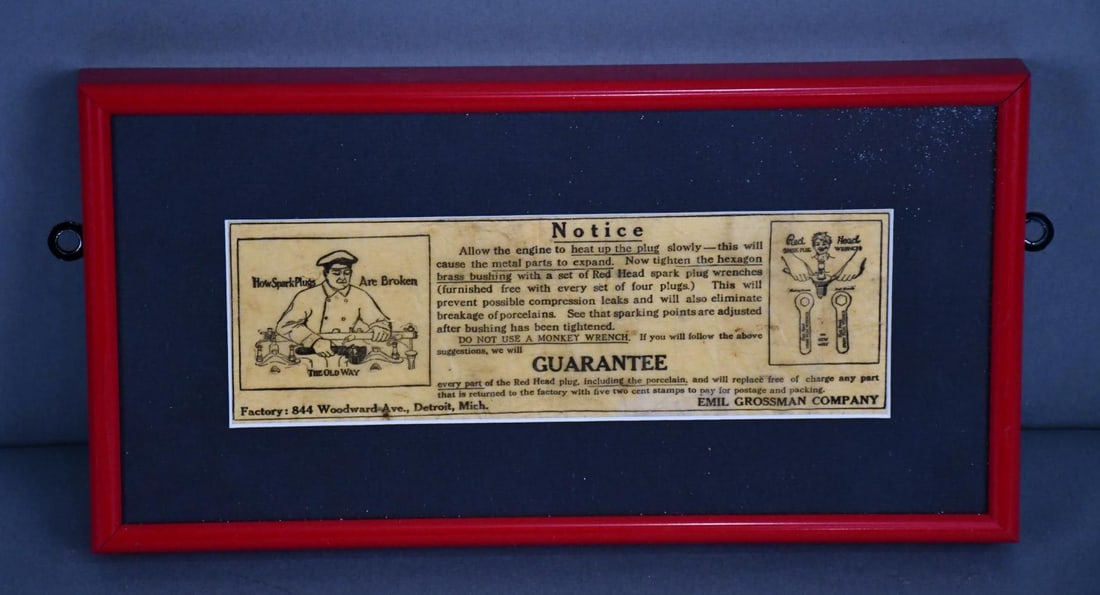 Notice
How Spark Plugs Are Broken
THE OLD WAY
Allow the engine to heat up the plug slowly—this will
cause the metal parts to expand. Now tighten the hexagon
brass bushing with a set of Red Head spark plug wrenches
(furnished free with every set of four plugs.) This will
prevent possible compression leaks and will also eliminate
breakage of porcelains. See that sparking points are adjusted
after bushing has been tightened.
DO NOT USE A MONKEY WRENCH. If you will follow the above
suggestions, we will
GUARANTEE
every part of the Red Head plug, including the porcelain, and will replace free of charge any part
that is returned to the factory with five two cent stamps to pay for postage and packing.
Red Head
SPARK PLUG WRENCHES
Factory: 844 Woodward Ave., Detroit, Mich.
EMIL GROSSMAN COMPANY